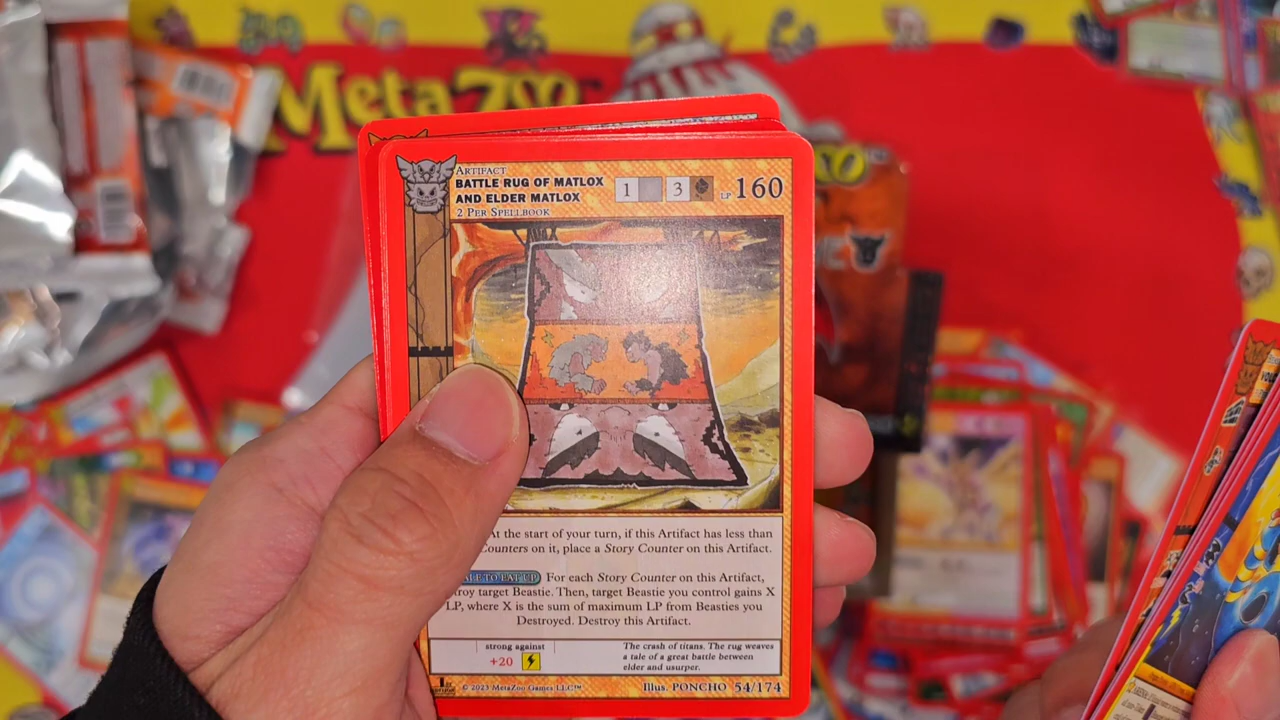 MetaZoo
ARTIFACT
BATTLE RUG OF MATLOX
AND ELDER MATLOX
2 PER SPELLBOOK
1 3 LP 160
At the start of your turn, if this Artifact has less than
Counters on it, place a Story Counter on this Artifact.
TO EAT UP For each Story Counter on this Artifact,
target Beastie. Then, target Beastie you control gains X
LP, where X is the sum of maximum LP from Beasties you
Destroyed. Destroy this Artifact.
strong against
+20
The crash of titans. The rug weaves
a tale of a great battle between
elder and usurper.
© 2023 MetaZoo Games LLC™ Illus. PONCHO 54/174